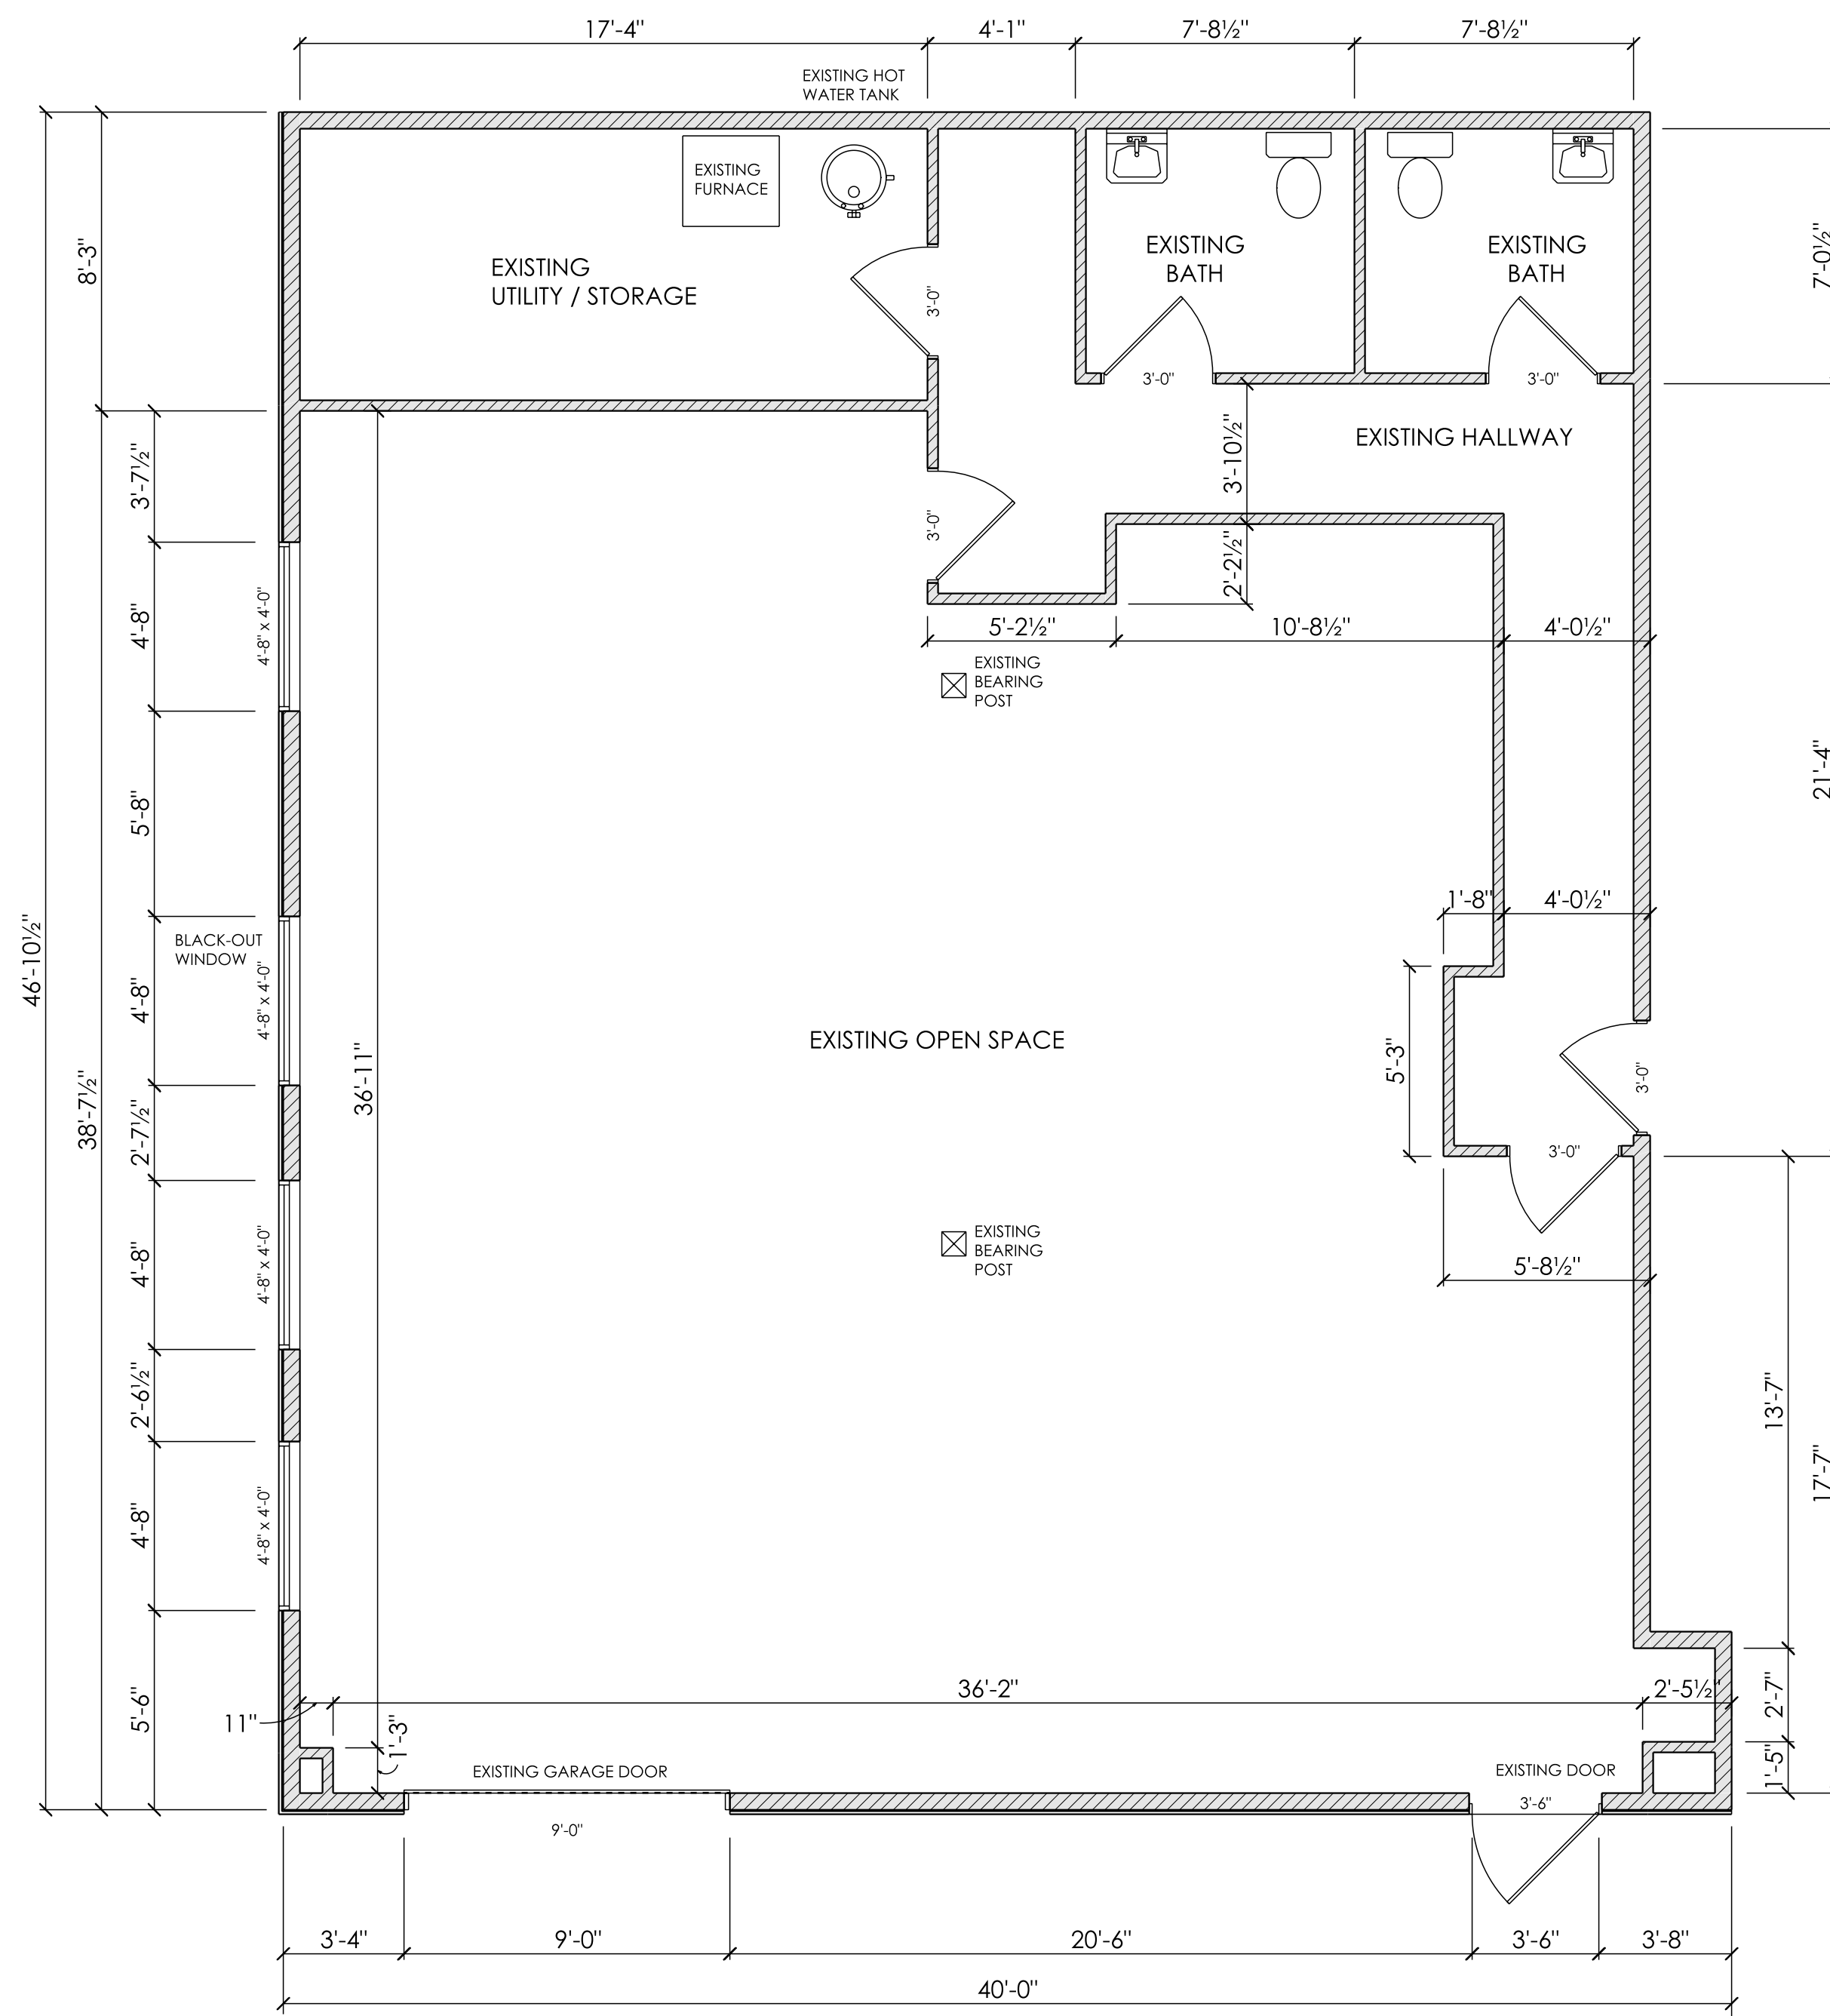 17'-4"
4'-1"
7'-8½"
7'-8½"
EXISTING HOT
WATER TANK
EXISTING
FURNACE
EXISTING
UTILITY / STORAGE
3'-0"
EXISTING
BATH
EXISTING
BATH
3'-0"
3'-0"
8'-3"
7'-0½"
3'-10½"
EXISTING HALLWAY
3'-7½"
3'-0"
2'-2½"
5'-2½"
10'-8½"
4'-0½"
4'-8"
4'-8" x 4'-0"
EXISTING
BEARING
POST
21'-4"
5'-8"
1'-8"
4'-0½"
46'-10½"
BLACK-OUT
WINDOW
4'-8"
4'-8" x 4'-0"
EXISTING OPEN SPACE
36'-11"
5'-3"
3'-0"
38'-7½"
2'-7½"
3'-0"
4'-8"
4'-8" x 4'-0"
EXISTING
BEARING
POST
5'-8½"
2'-6½"
13'-7"
17'-7"
4'-8"
4'-8" x 4'-0"
5'-6"
11"
36'-2"
2'-5½"
2'-7"
1'-3"
EXISTING GARAGE DOOR
EXISTING DOOR
1'-5"
3'-6"
9'-0"
3'-4"
9'-0"
20'-6"
3'-6"
3'-8"
40'-0"